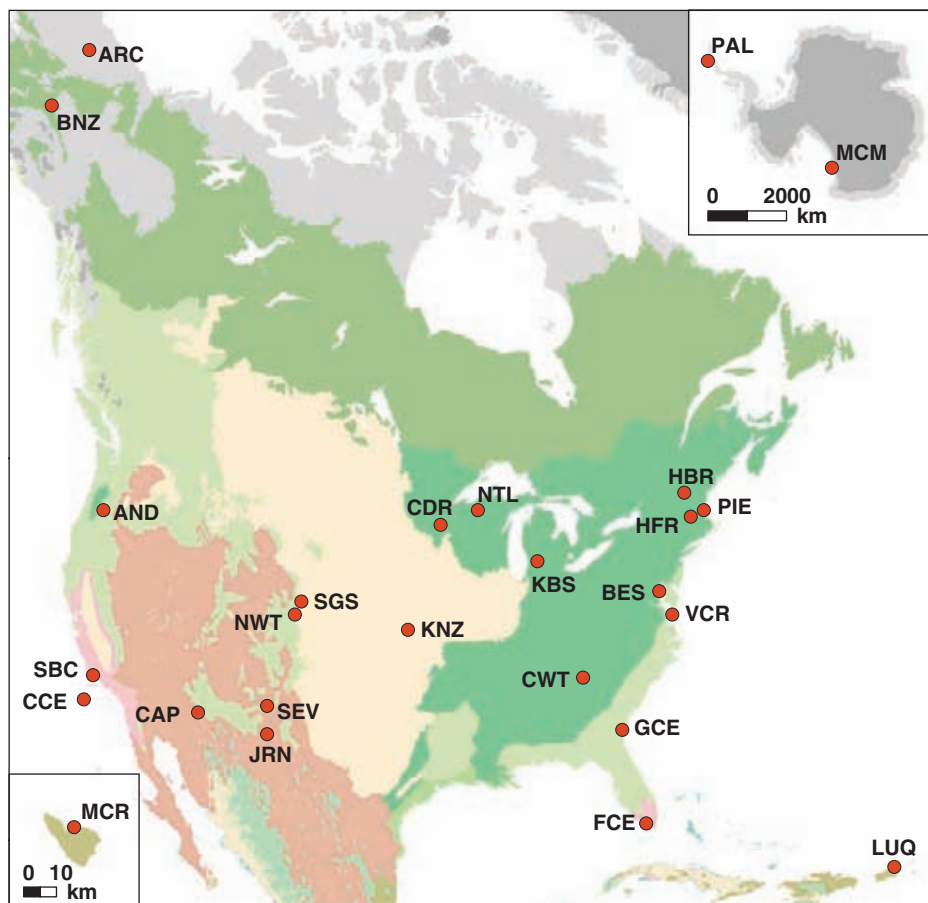 ARC
PAL
BNZ
MCM
0 2000
km
HBR
NTL
PIE
AND
CDR
HFR
KBS
BES
SGS
VCR
NWT
KNZ
SBC
CWT
CCE
CAP
SEV
GCE
JRN
MCR
FCE
LUQ
0 10
km